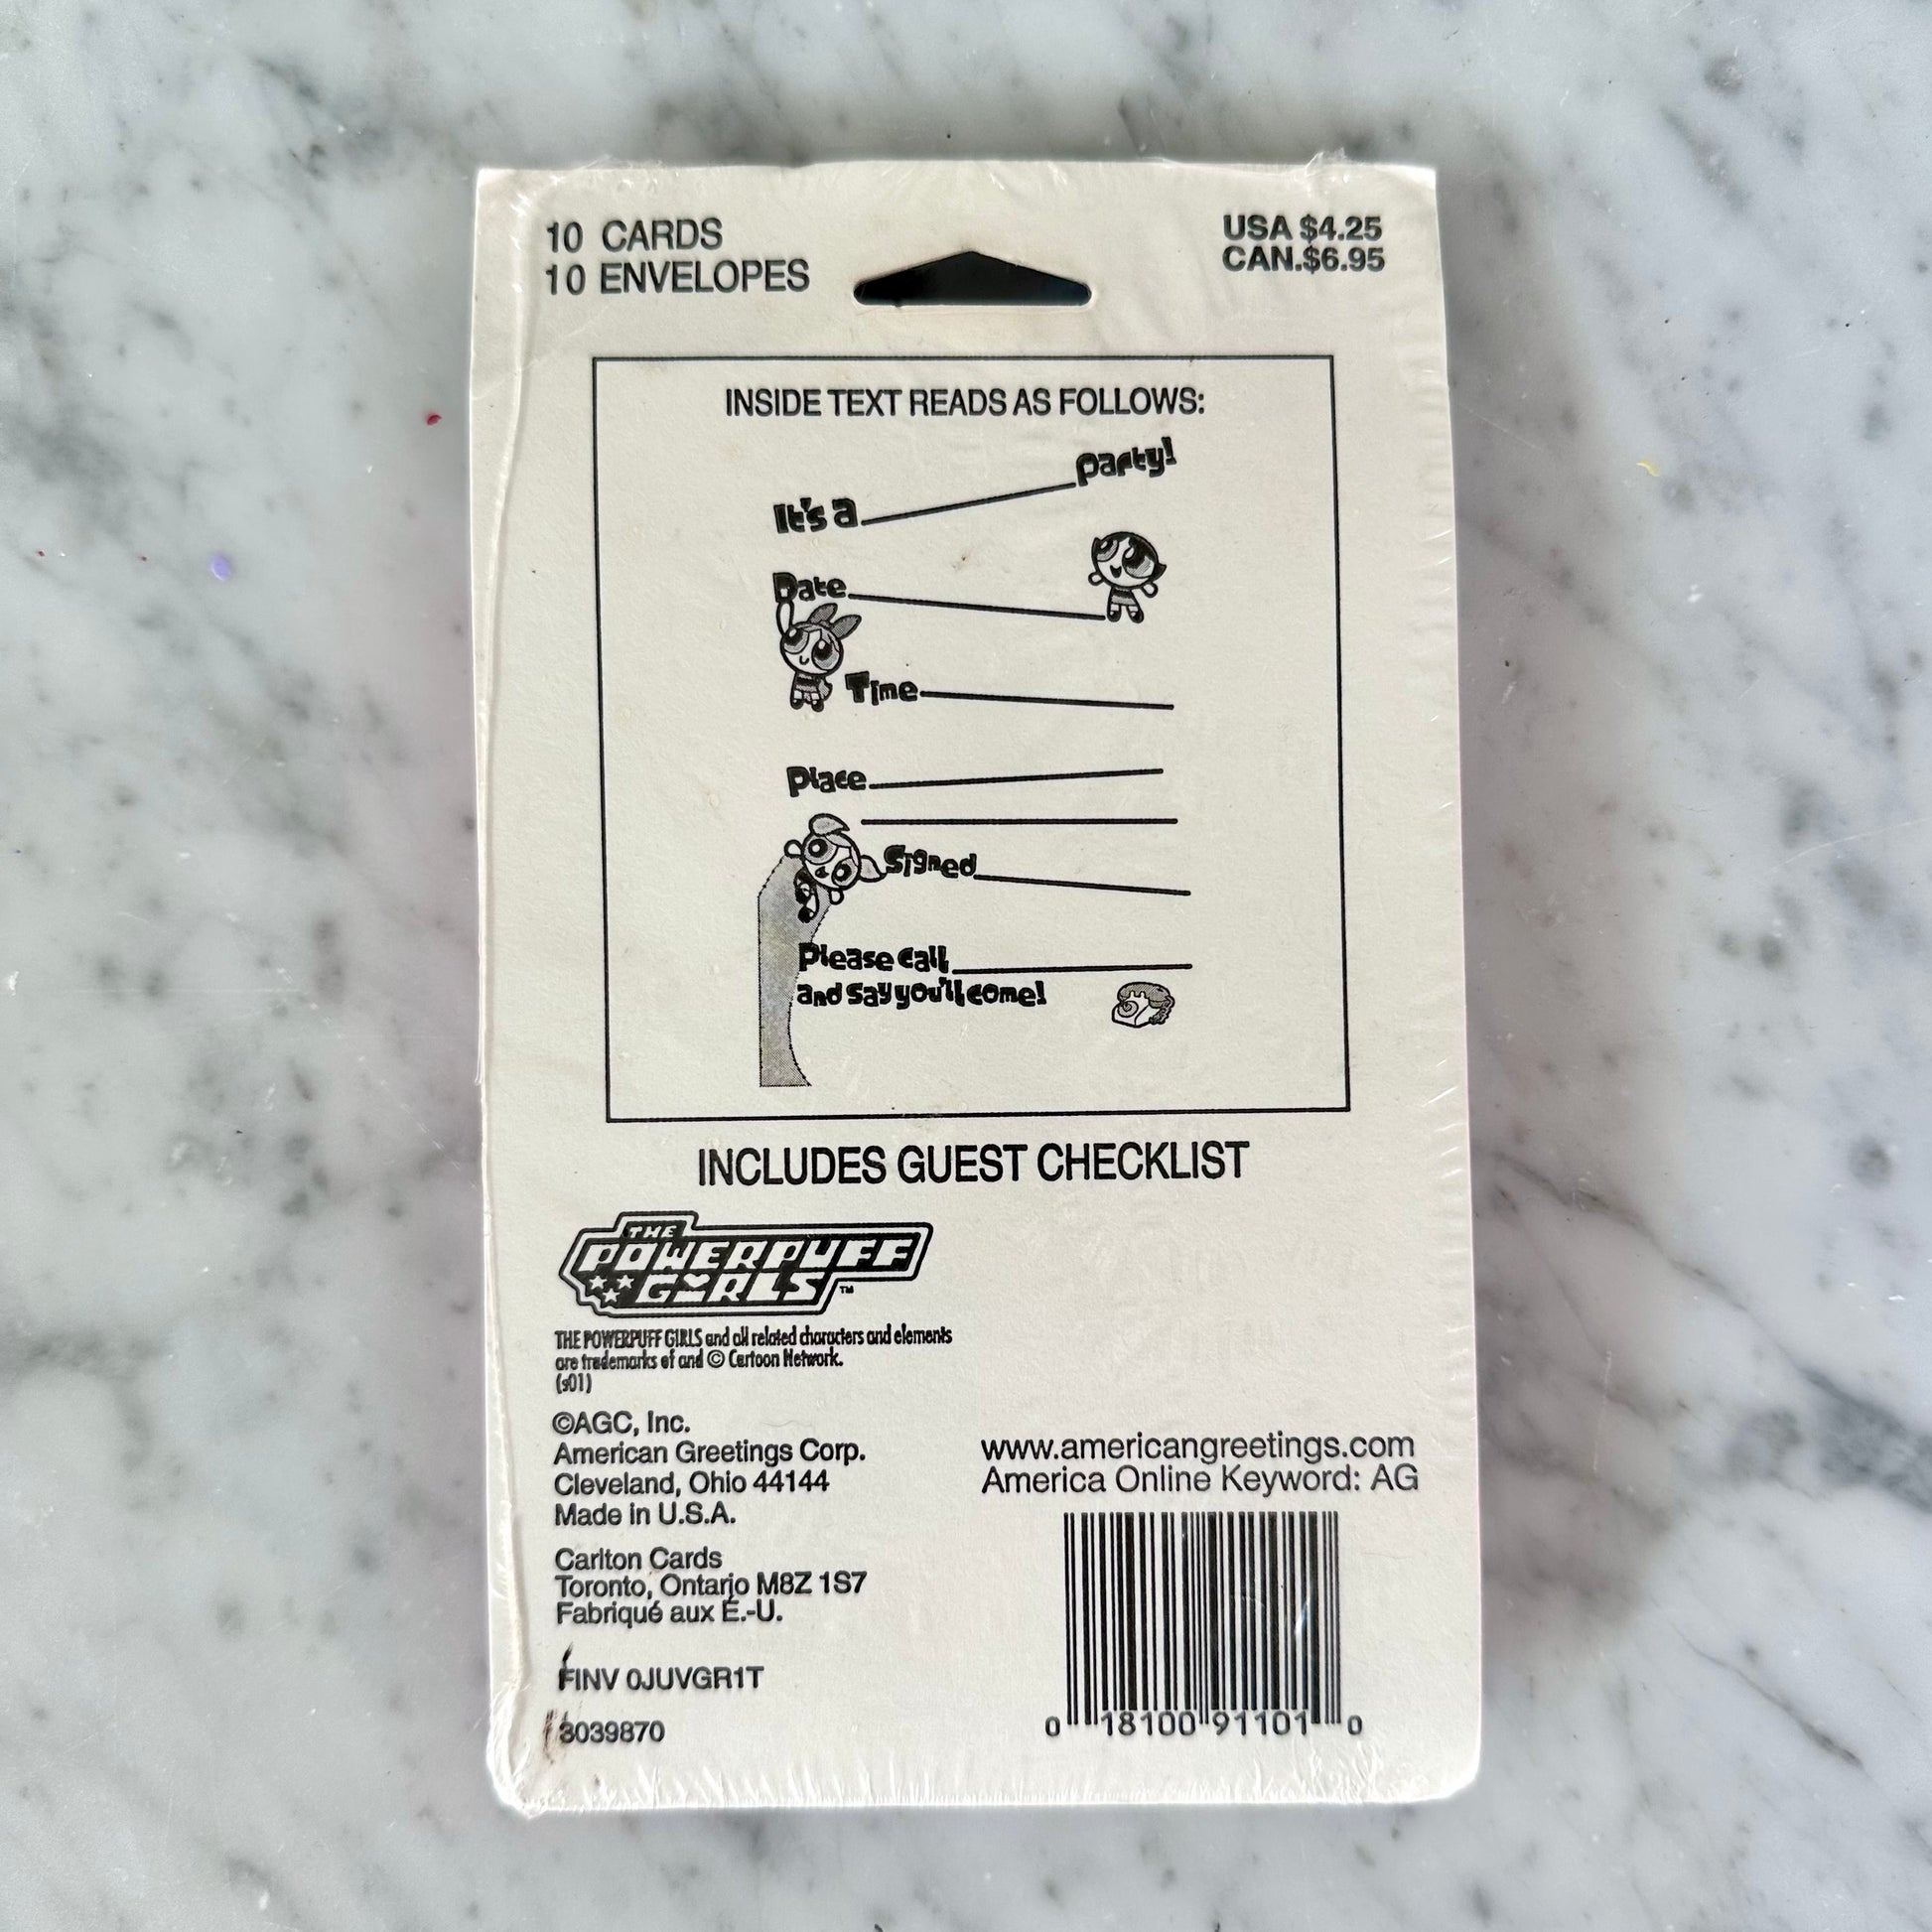 10 CARDS
10 ENVELOPES
USA $4.25
CAN.$6.95
INSIDE TEXT READS AS FOLLOWS:
It's a party!
Date
Time
Place
Signed
Please call
and say you'll come!
INCLUDES GUEST CHECKLIST
THE
POWERPUFF
GIRLS
TM
THE POWERPUFF GIRLS and all related characters and elements
are trademarks of and © Cartoon Network.
(s01)
©AGC, Inc.
American Greetings Corp.
Cleveland, Ohio 44144
Made in U.S.A.
Carlton Cards
Toronto, Ontario M8Z 1S7
Fabriqué aux É.-U.
FINV 0JUVGR1T
3039870
www.americangreetings.com
America Online Keyword: AG
0 18100 91101 0